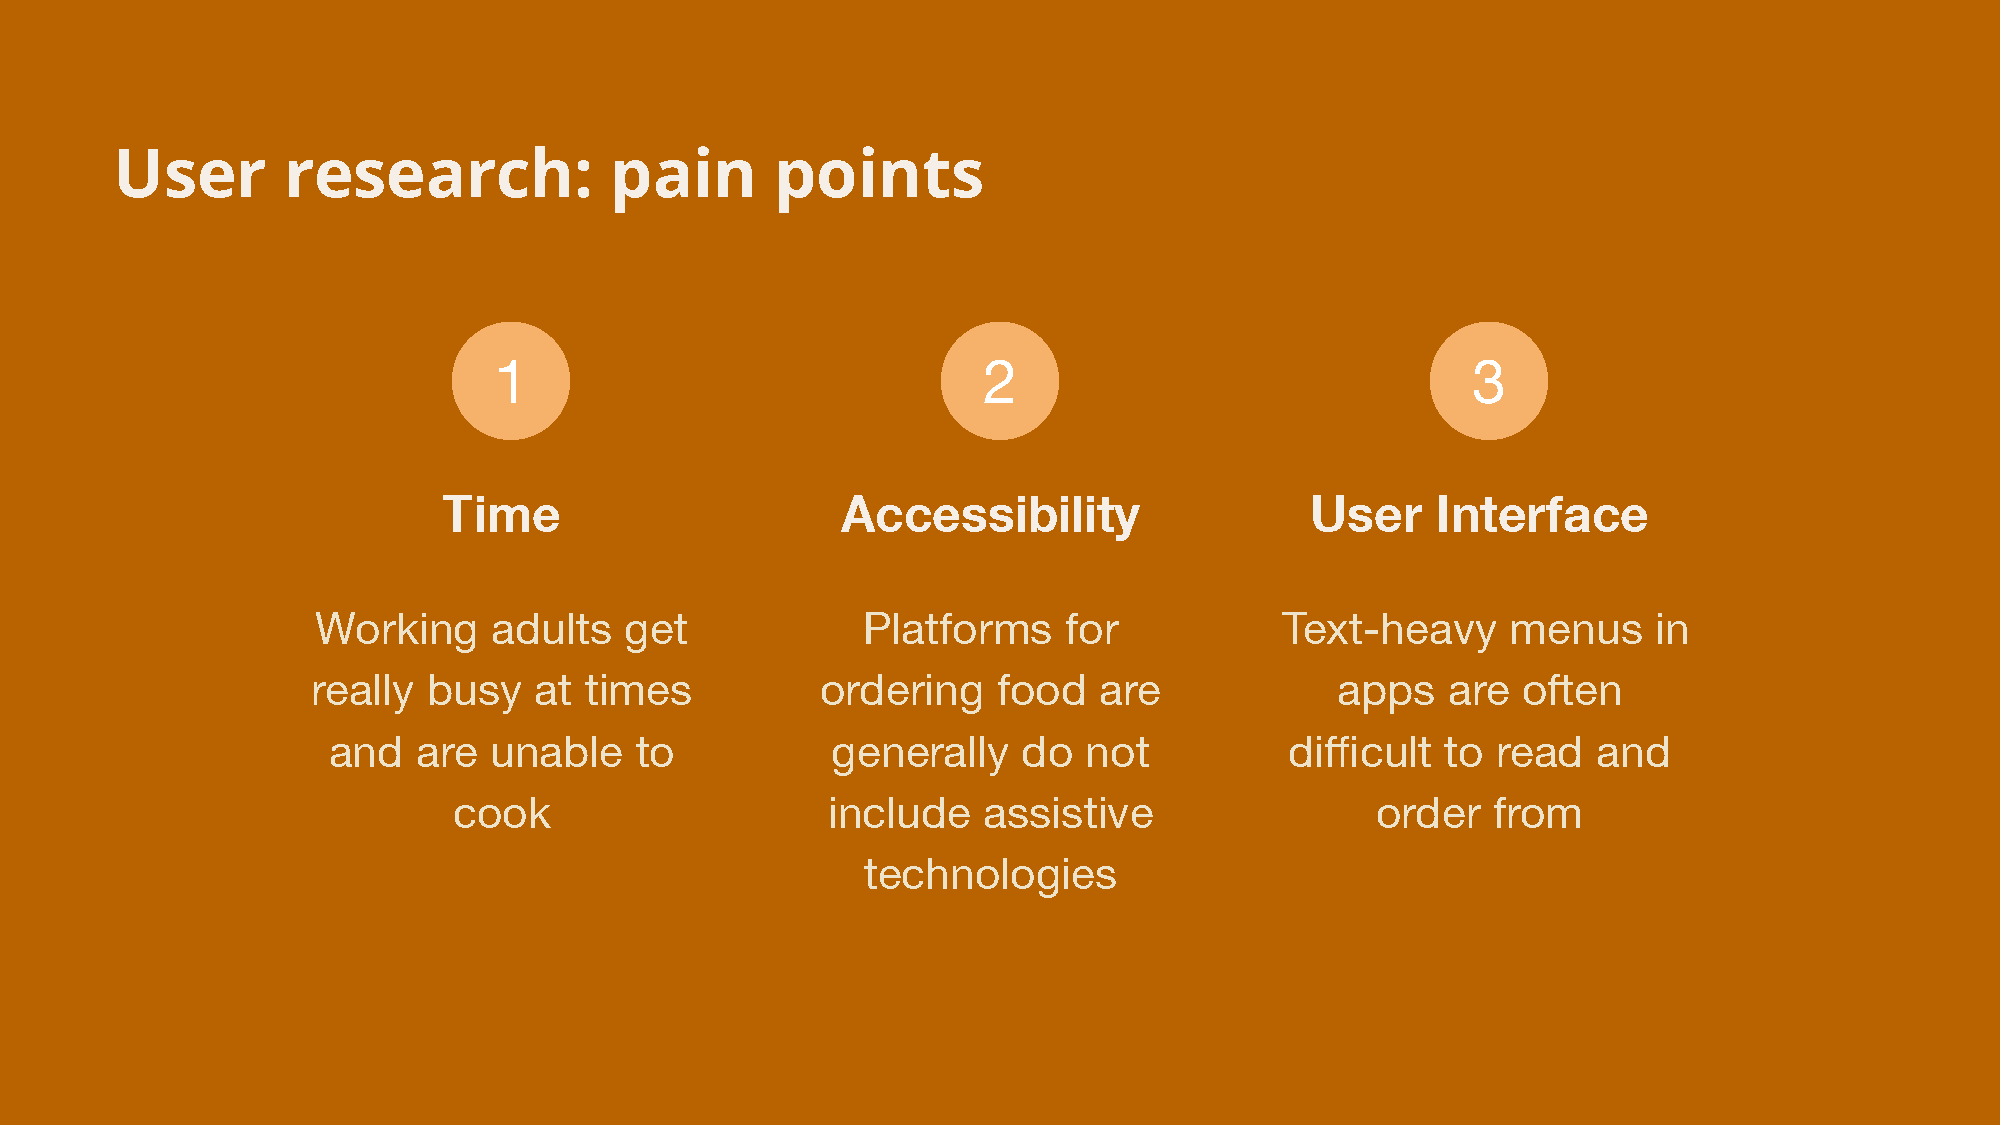 User research: pain points
1
Time
Working adults get
really busy at times
and are unable to
cook
2
Accessibility
Platforms for
ordering food are
generally do not
include assistive
technologies
3
User Interface
Text-heavy menus in
apps are often
difficult to read and
order from